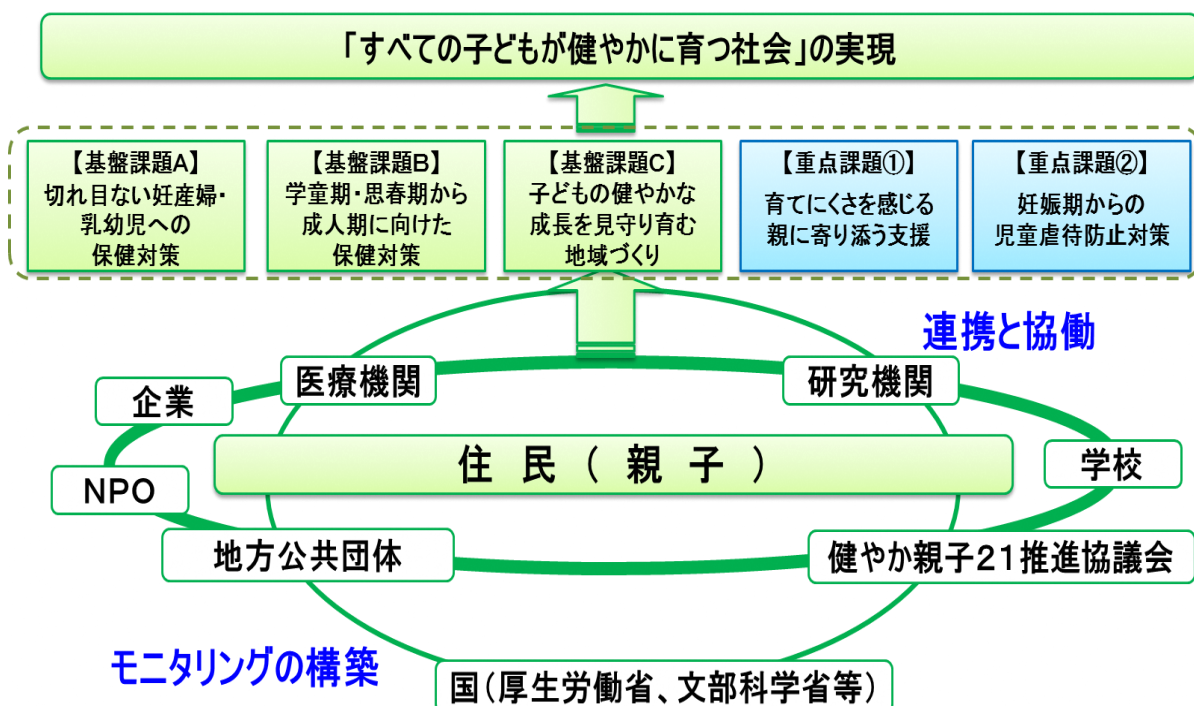 「すべての子どもが健やかに育つ社会」の実現
【基盤課題A】
切れ目ない妊産婦・
乳幼児への
保健対策
【基盤課題B】
学童期・思春期から
成人期に向けた
保健対策
【基盤課題C】
子どもの健やかな
成長を見守り育む
地域づくり
【重点課題①】
育てにくさを感じる
親に寄り添う支援
【重点課題②】
妊娠期からの
児童虐待防止対策
連携と協働
医療機関
研究機関
企業
住民(親子)
学校
NPO
地方公共団体
健やか親子21推進協議会
モニタリングの構築
国(厚生労働省、文部科学省等)